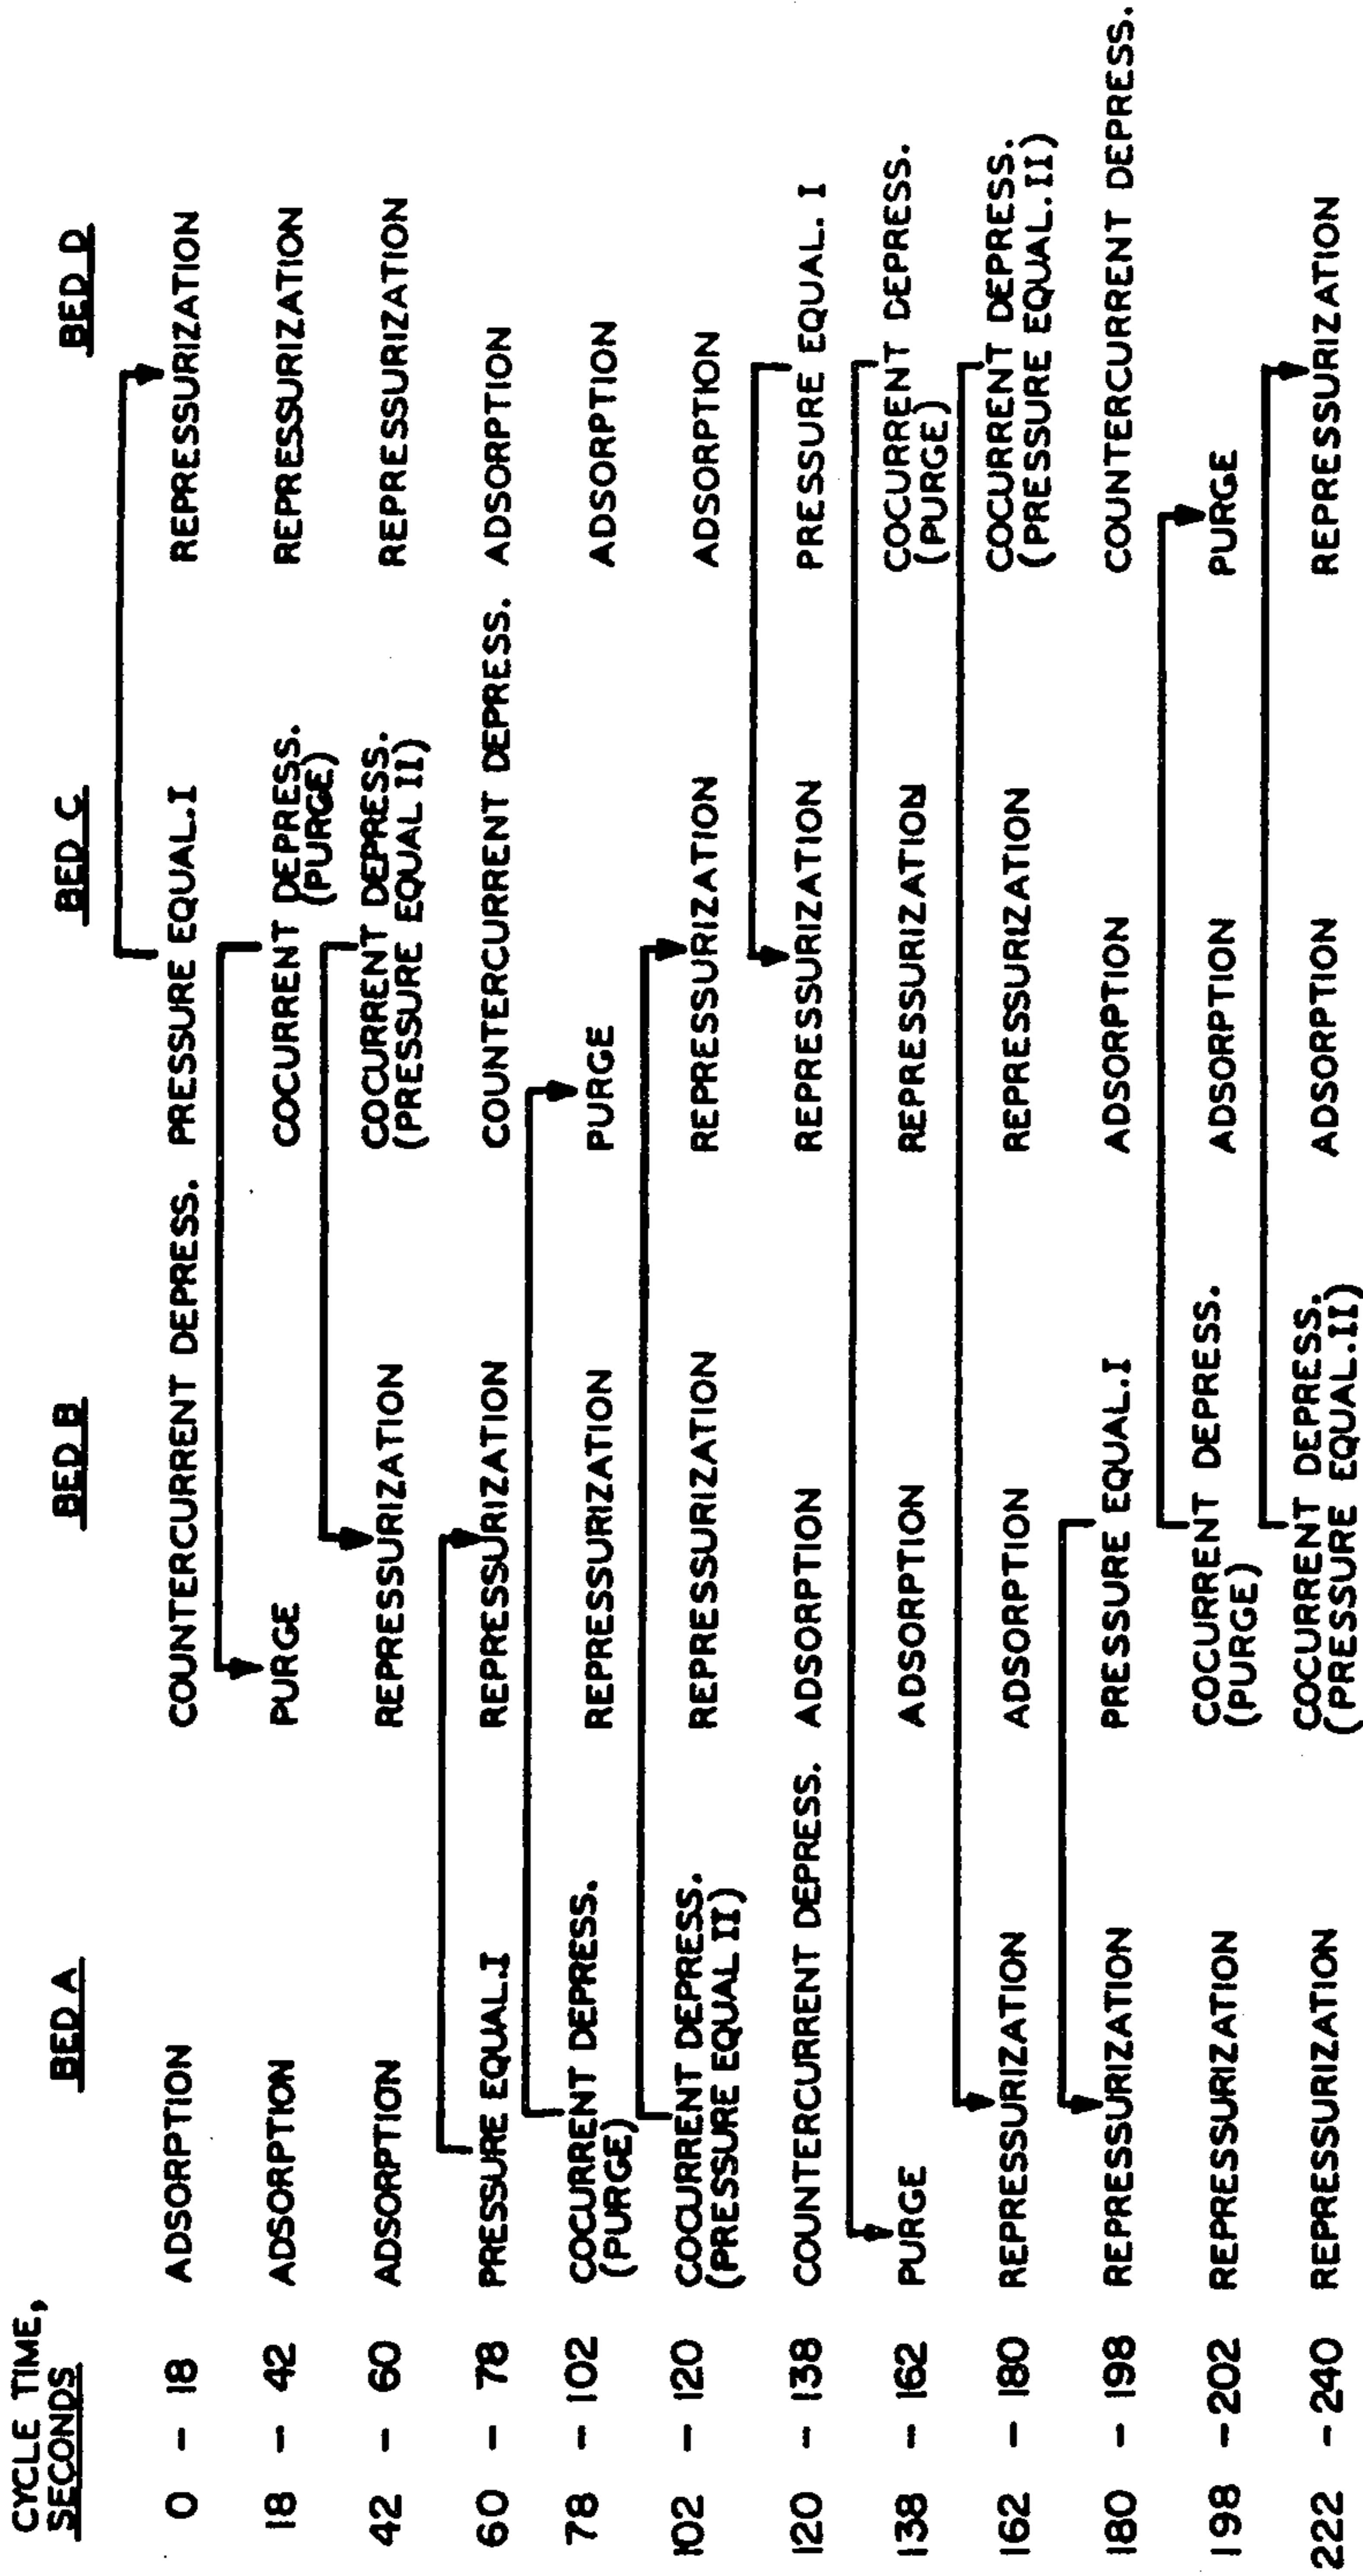 CYCLE TIME, SECONDS BED A BED B BED C BED D
0 - 18 ADSORPTION COUNTERCURRENT DEPRESS. PRESSURE EQUAL.I REPRESSURIZATION
18 - 42 ADSORPTION PURGE COCURRENT DEPRESS. (PURGE) REPRESSURIZATION
42 - 60 ADSORPTION REPRESSURIZATION COCURRENT DEPRESS. (PRESSURE EQUAL II) REPRESSURIZATION
60 - 78 PRESSURE EQUAL.I REPRESSURIZATION COUNTERCURRENT DEPRESS. ADSORPTION
78 - 102 COCURRENT DEPRESS. (PURGE) REPRESSURIZATION PURGE ADSORPTION
102 - 120 COCURRENT DEPRESS. (PRESSURE EQUAL II) REPRESSURIZATION REPRESSURIZATION ADSORPTION
120 - 138 COUNTERCURRENT DEPRESS. ADSORPTION REPRESSURIZATION PRESSURE EQUAL. I
138 - 162 PURGE ADSORPTION REPRESSURIZATION COCURRENT DEPRESS. (PURGE)
162 - 180 REPRESSURIZATION ADSORPTION REPRESSURIZATION COCURRENT DEPRESS. (PRESSURE EQUAL.II)
180 - 198 REPRESSURIZATION PRESSURE EQUAL.I ADSORPTION COUNTERCURRENT DEPRESS.
198 - 202 REPRESSURIZATION COCURRENT DEPRESS. (PURGE) ADSORPTION PURGE
222 - 240 REPRESSURIZATION COCURRENT DEPRESS. (PRESSURE EQUAL.II) ADSORPTION REPRESSURIZATION